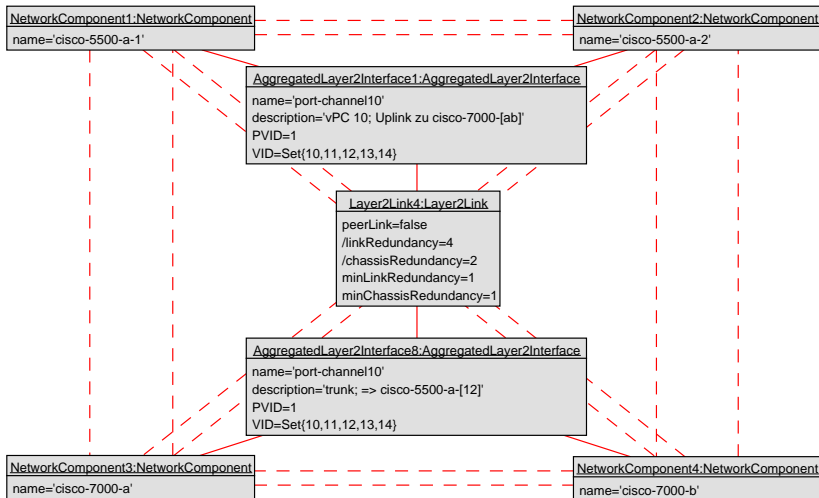 NetworkComponent1:NetworkComponent
name='cisco-5500-a-1'
NetworkComponent2:NetworkComponent
name='cisco-5500-a-2'
AggregatedLayer2Interface1:AggregatedLayer2Interface
name='port-channel10'
description='vPC 10; Uplink zu cisco-7000-[ab]'
PVID=1
VID=Set{10,11,12,13,14}
Layer2Link4:Layer2Link
peerLink=false
/linkRedundancy=4
/chassisRedundancy=2
minLinkRedundancy=1
minChassisRedundancy=1
AggregatedLayer2Interface8:AggregatedLayer2Interface
name='port-channel10'
description='trunk; => cisco-5500-a-[12]'
PVID=1
VID=Set{10,11,12,13,14}
NetworkComponent3:NetworkComponent
name='cisco-7000-a'
NetworkComponent4:NetworkComponent
name='cisco-7000-b'